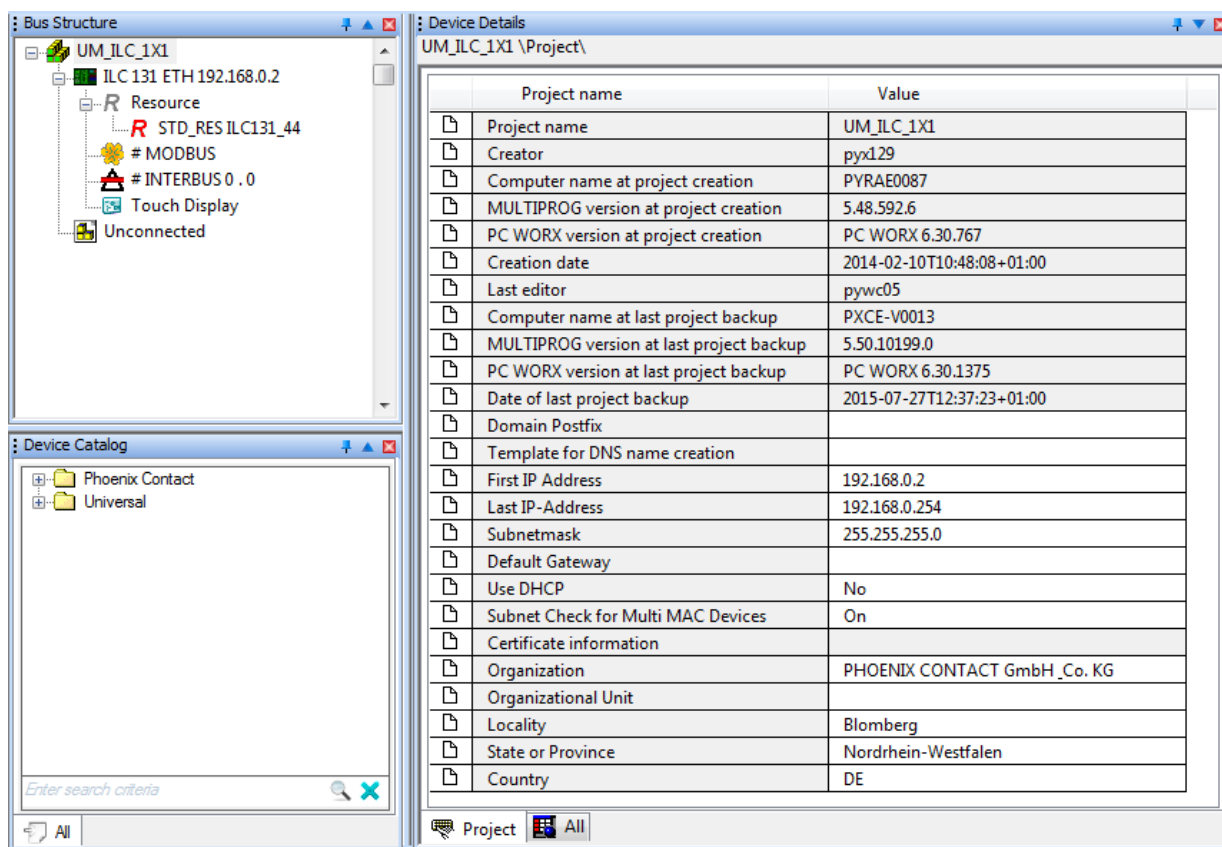 Bus Structure
UM_ILC_1X1
ILC 131 ETH 192.168.0.2
R Resource
R STD_RES ILC131_44
# MODBUS
# INTERBUS 0 . 0
Touch Display
Unconnected
Device Catalog
Phoenix Contact
Universal
Enter search criteria
All
Device Details
UM_ILC_1X1 \Project\
Project name Value
Project name UM_ILC_1X1
Creator pyx129
Computer name at project creation PYRAE0087
MULTIPROG version at project creation 5.48.592.6
PC WORX version at project creation PC WORX 6.30.767
Creation date 2014-02-10T10:48:08+01:00
Last editor pywc05
Computer name at last project backup PXCE-V0013
MULTIPROG version at last project backup 5.50.10199.0
PC WORX version at last project backup PC WORX 6.30.1375
Date of last project backup 2015-07-27T12:37:23+01:00
Domain Postfix
Template for DNS name creation
First IP Address 192.168.0.2
Last IP-Address 192.168.0.254
Subnetmask 255.255.255.0
Default Gateway
Use DHCP No
Subnet Check for Multi MAC Devices On
Certificate information
Organization PHOENIX CONTACT GmbH _Co. KG
Organizational Unit
Locality Blomberg
State or Province Nordrhein-Westfalen
Country DE
Project All